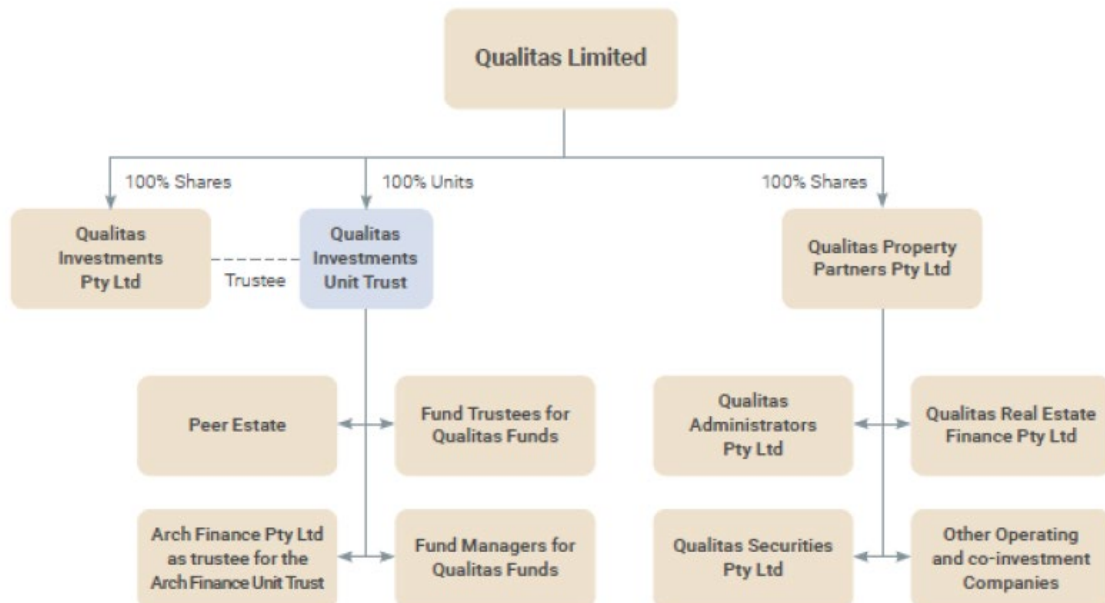 Qualitas Limited
100% Shares
100% Units
100% Shares
Qualitas
Investments
Pty Ltd
Trustee
Qualitas
Investments
Unit Trust
Qualitas Property
Partners Pty Ltd
Peer Estate
Fund Trustees for
Qualitas Funds
Qualitas
Administrators
Pty Ltd
Qualitas Real Estate
Finance Pty Ltd
Arch Finance Pty Ltd
as trustee for the
Arch Finance Unit Trust
Fund Managers for
Qualitas Funds
Qualitas Securities
Pty Ltd
Other Operating
and co-investment
Companies